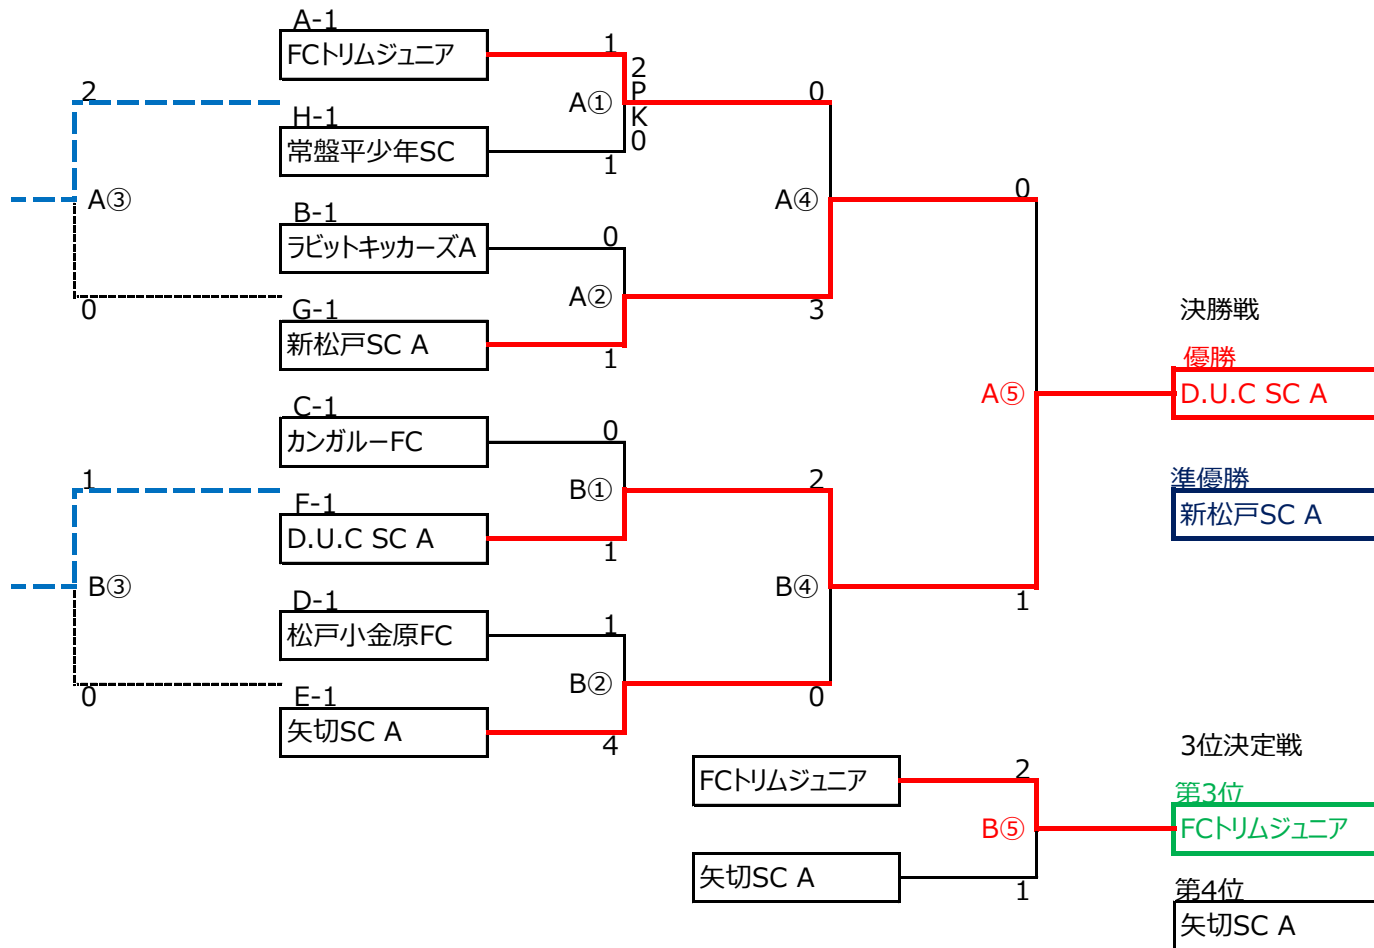 A-1
FCトリムジュニア
1
2
P
K
0
2
0
A①
H-1
常盤平少年SC
1
A③
A④
0
B-1
ラビットキッカーズA
0
A②
0
G-1
3
決勝戦
新松戸SC A
1
優勝
A⑤
D.U.C SC A
C-1
カンガルーFC
0
1
2
準優勝
B①
F-1
新松戸SC A
D.U.C SC A
1
B③
B④
D-1
1
松戸小金原FC
1
B②
0
E-1
0
矢切SC A
4
3位決定戦
FCトリムジュニア
2
第3位
B⑤
FCトリムジュニア
矢切SC A
1
第4位
矢切SC A